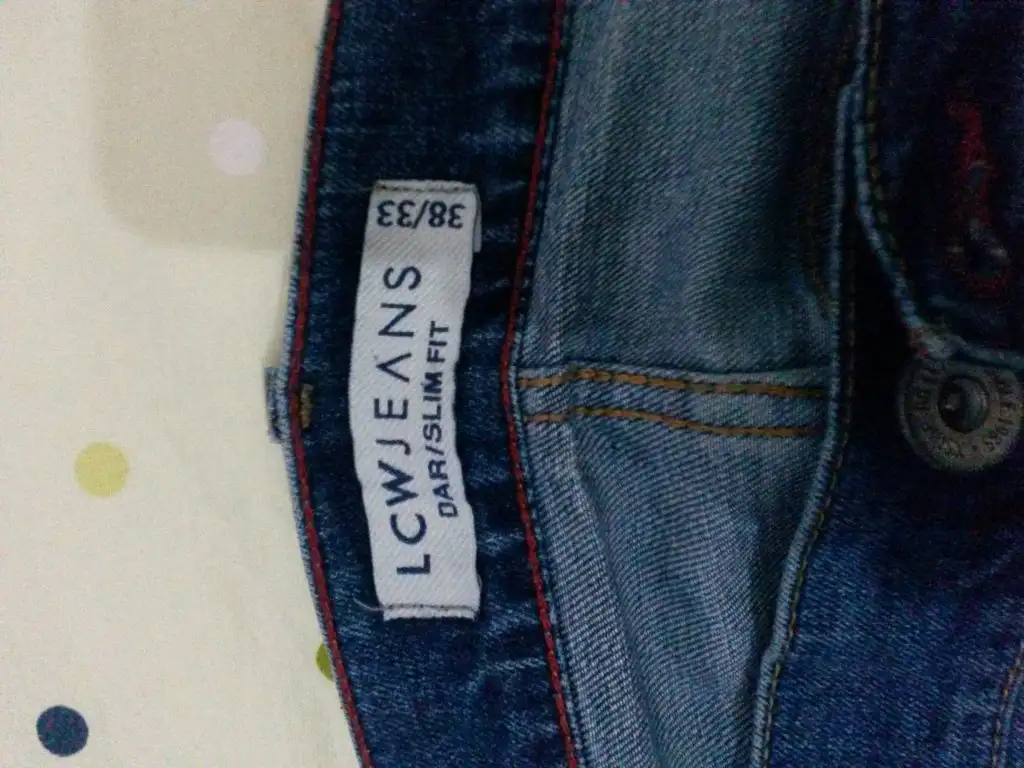 LCWJEANS
DAR/SLIM FIT
38/33